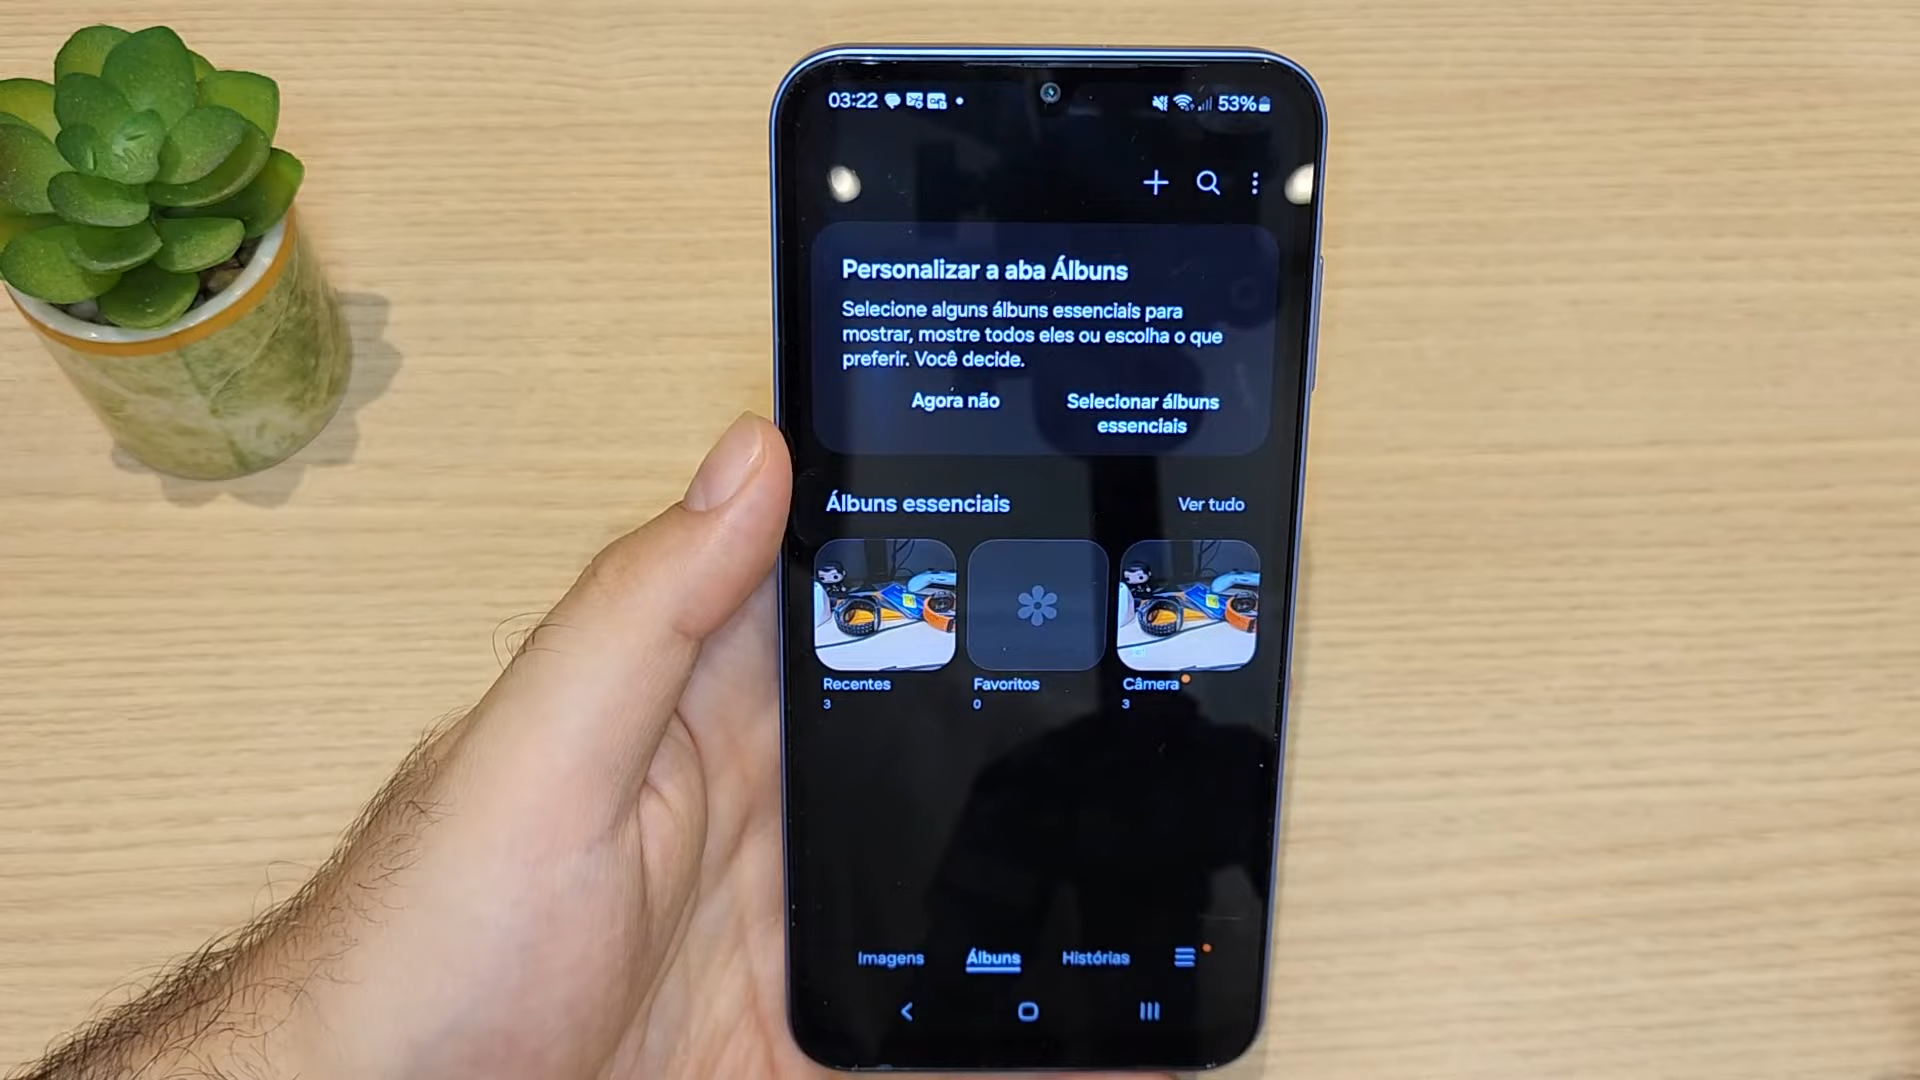 03:22 53%
Personalizar a aba Álbuns
Selecione alguns álbuns essenciais para
mostrar, mostre todos eles ou escolha o que
preferir. Você decide.
Agora não
Selecionar álbuns
essenciais
Álbuns essenciais Ver tudo
Recentes Favoritos Câmera
3 0 3
Imagens Álbuns Histórias